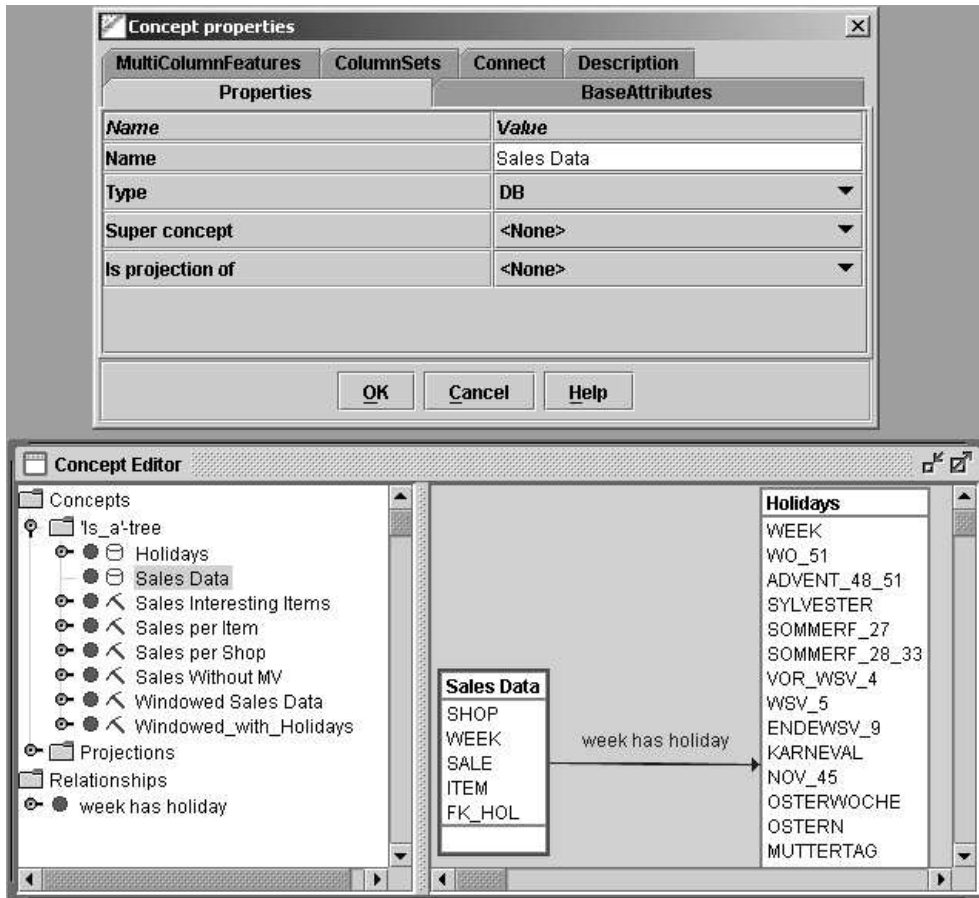 Concept properties
MultiColumnFeatures ColumnSets Connect Description
Properties BaseAttributes
Name Value
Name Sales Data
Type DB
Super concept <None>
Is projection of <None>
OK Cancel Help
Concept Editor
Concepts
'Is_a'-tree
Holidays
Sales Data
Sales Interesting Items
Sales per Item
Sales per Shop
Sales Without MV
Windowed Sales Data
Windowed_with_Holidays
Projections
Relationships
week has holiday
Sales Data
SHOP
WEEK
SALE
ITEM
FK_HOL
week has holiday
Holidays
WEEK
WO_51
ADVENT_48_51
SYLVESTER
SOMMERF_27
SOMMERF_28_33
VOR_WSV_4
WSV_5
ENDEWSV_9
KARNEVAL
NOV_45
OSTERWOCHE
OSTERN
MUTTERTAG